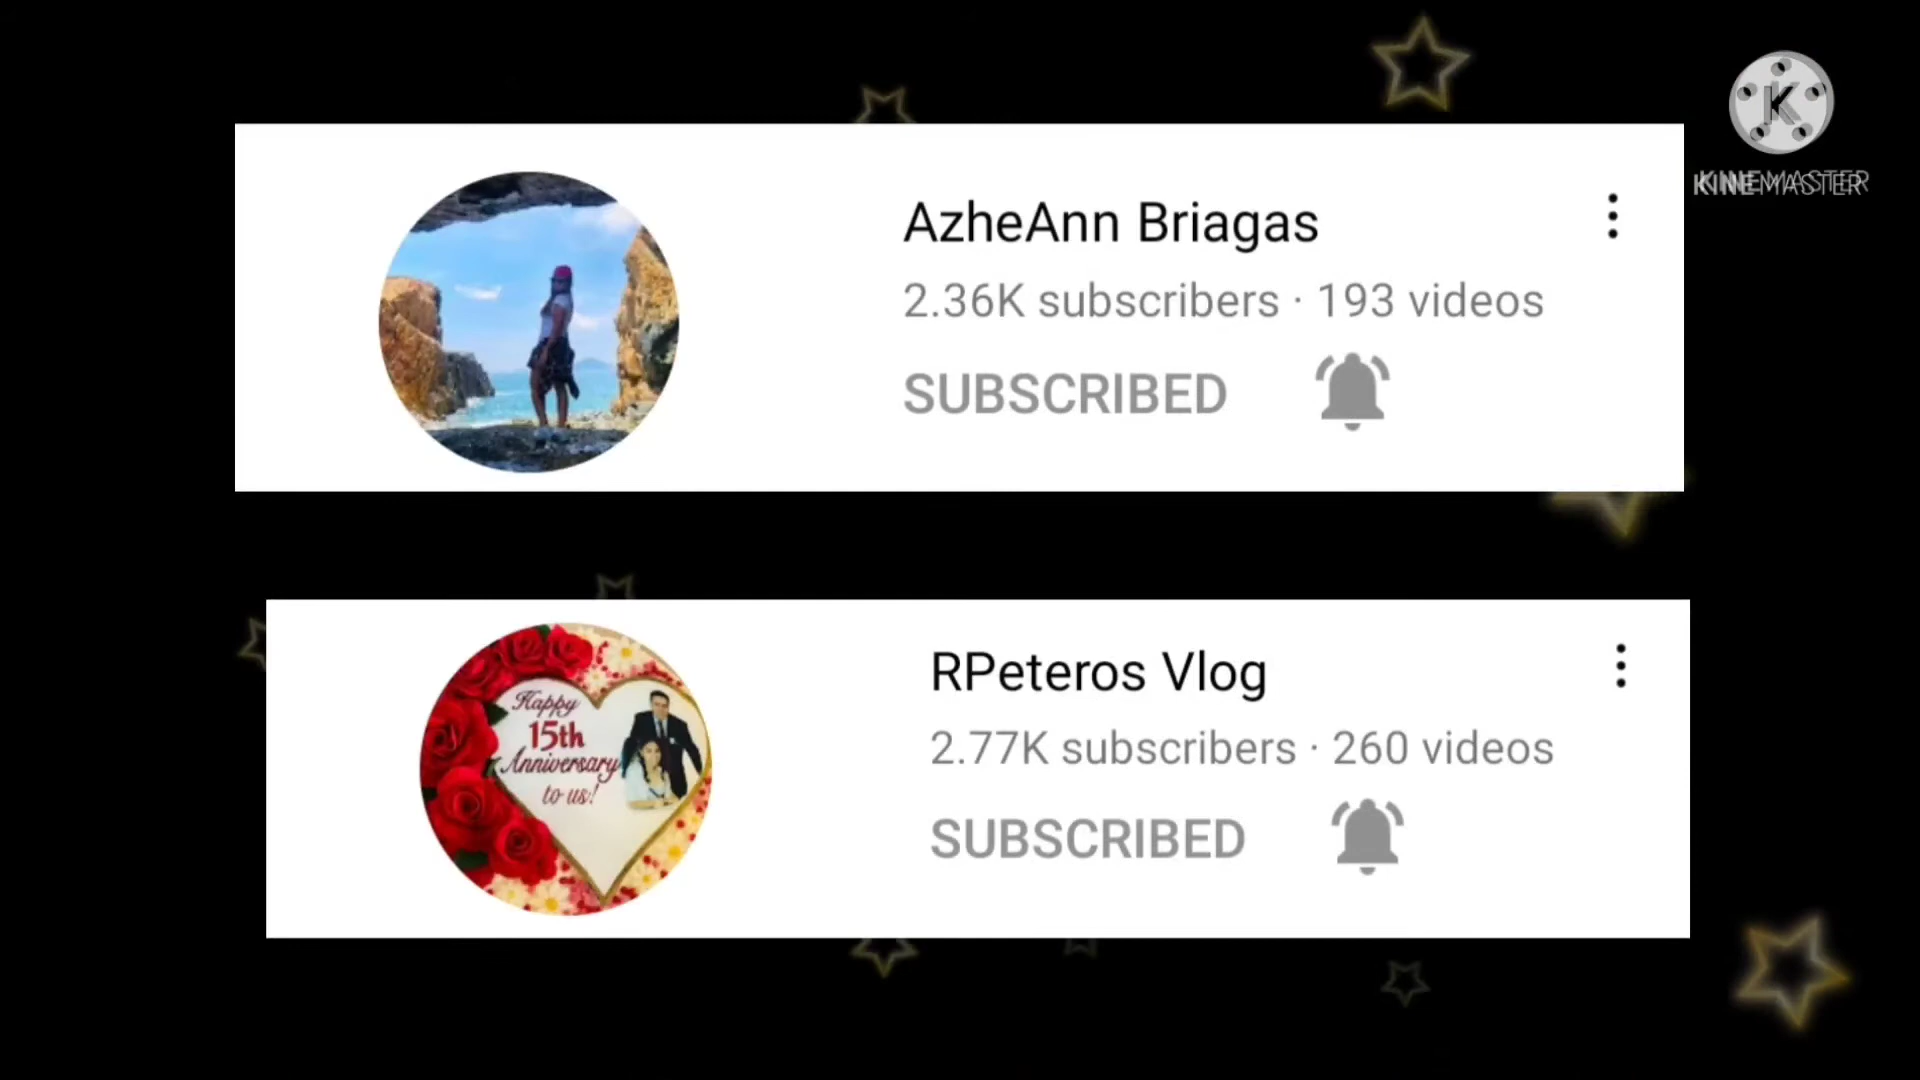 K
KINEMASTER
AzheAnn Briagas
2.36K subscribers · 193 videos
SUBSCRIBED
Happy
15th
Anniversary
to us!
RPeteros Vlog
2.77K subscribers · 260 videos
SUBSCRIBED